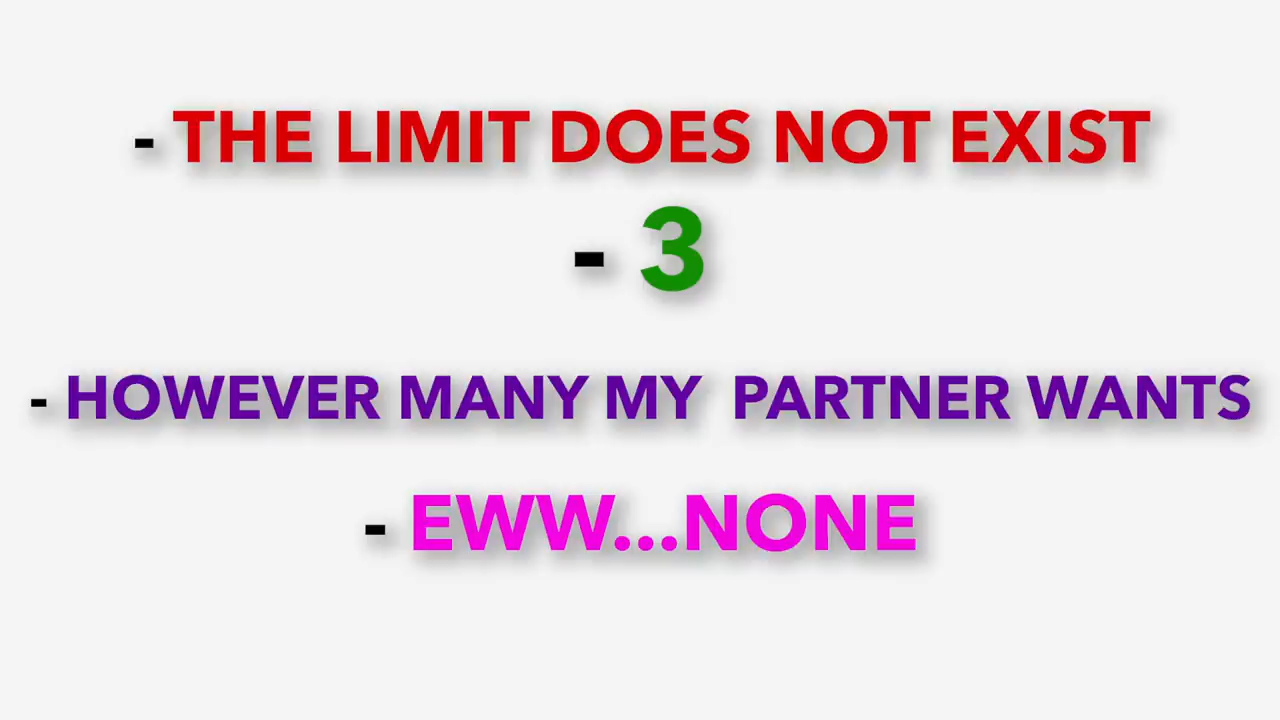 - THE LIMIT DOES NOT EXIST
- 3
- HOWEVER MANY MY  PARTNER WANTS
- EWW...NONE